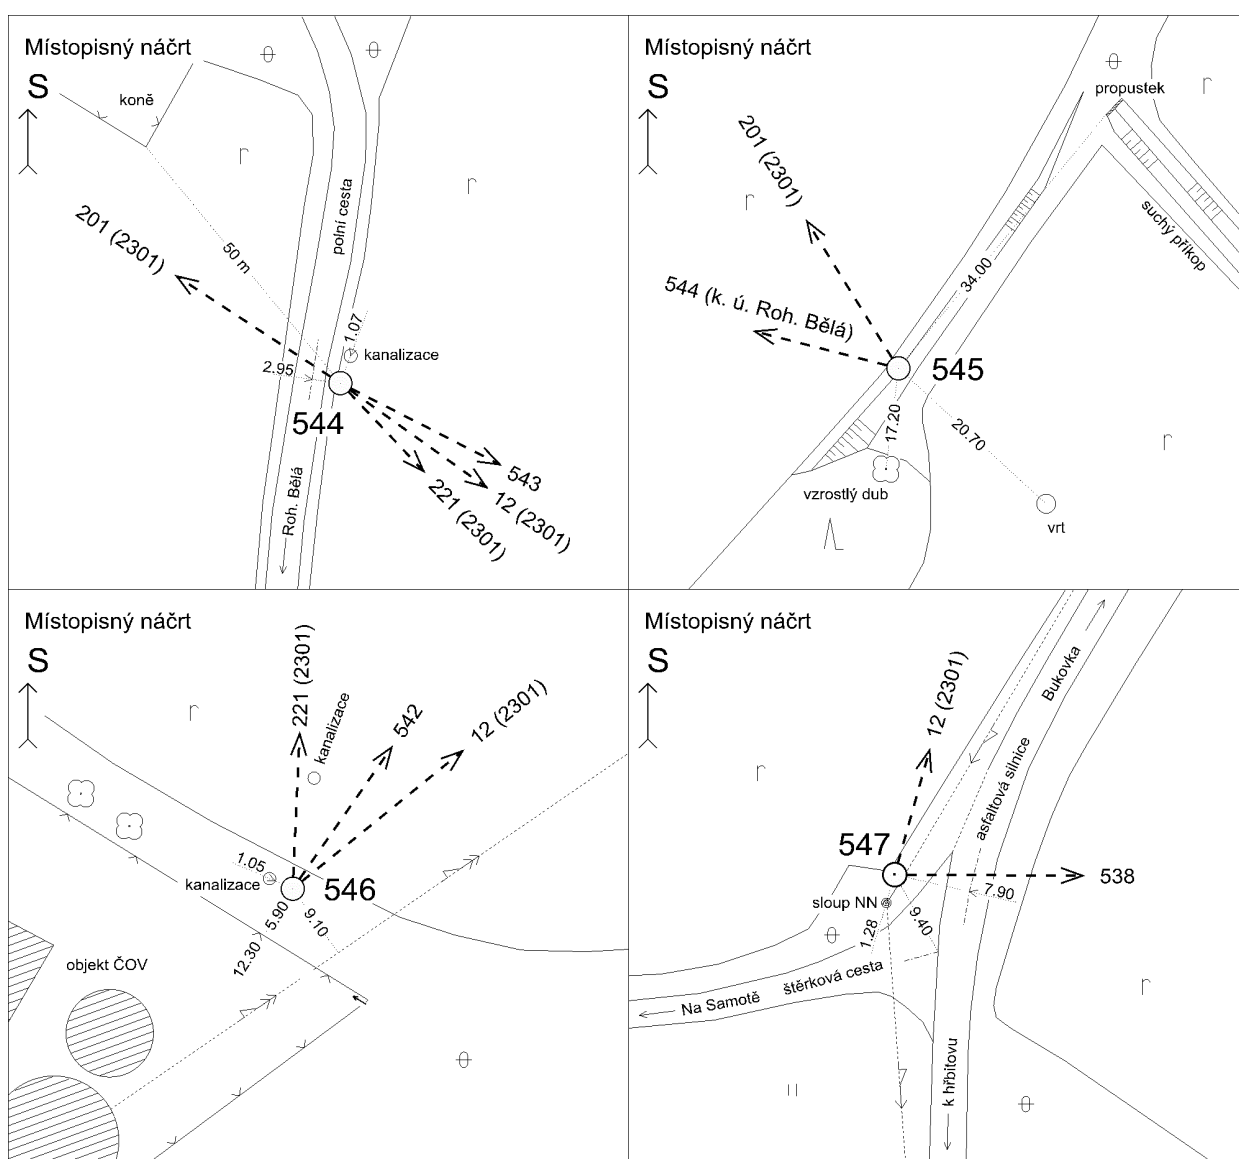 Místopisný náčrt
S
koně
r
r
polní cesta
201 (2301)
50 m
1.07
kanalizace
2.95
544
543
12 (2301)
221 (2301)
Roh. Bělá
Místopisný náčrt
S
propustek
r
201 (2301)
r
suchý příkop
34.00
544 (k. ú. Roh. Bělá)
545
17.20
20.70
r
vzrostlý dub
vrt
Místopisný náčrt
S
221 (2301)
kanalizace
542
12 (2301)
r
1.05
kanalizace
546
5.90
9.10
12.30
objekt ČOV
Místopisný náčrt
S
Bukovka
12 (2301)
asfaltová silnice
r
547
538
7.90
sloup NN
9.40
1.28
štěrková cesta
Na Samotě
r
k hřbitovu